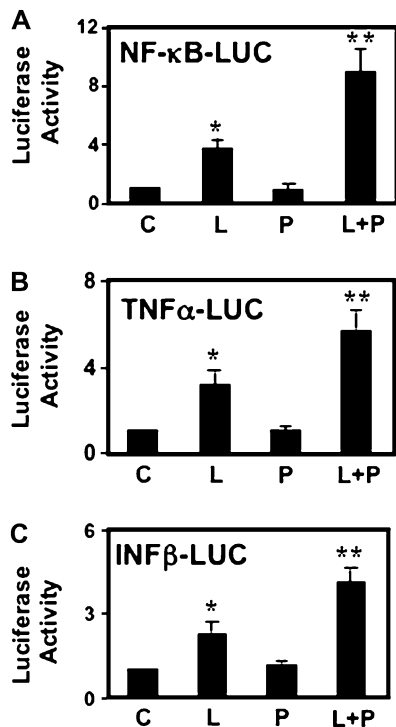 A
NF-κB-LUC
Luciferase
Activity
12
8
4
0
*
**
C L P L+P
B
TNFα-LUC
Luciferase
Activity
8
4
0
*
**
C L P L+P
C
INFβ-LUC
Luciferase
Activity
6
3
0
*
**
C L P L+P